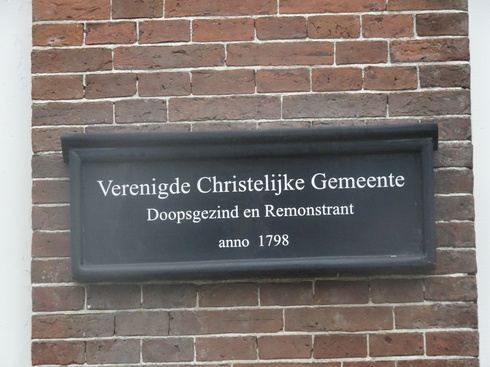 Verenigde Christelijke Gemeente
Doopsgezind en Remonstrant
anno 1798